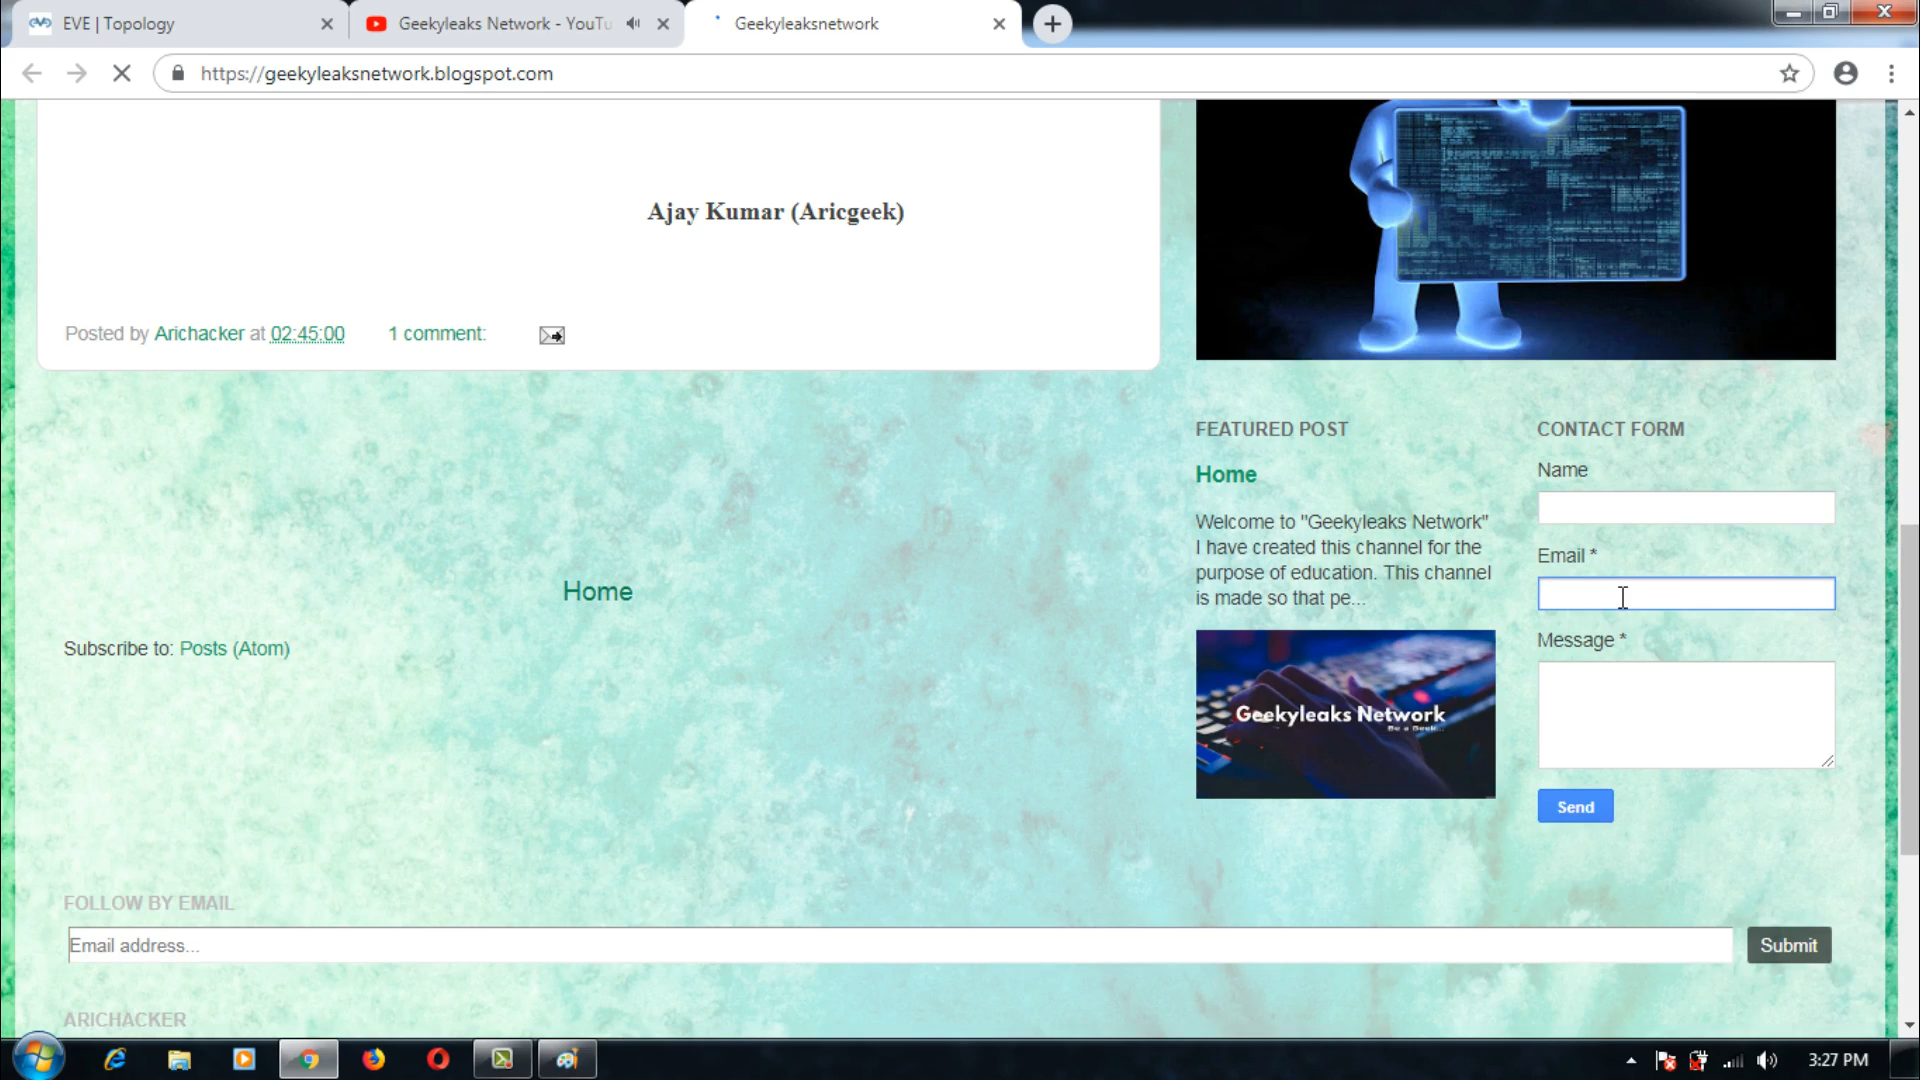 EVE | Topology
Geekyleaks Network - YouTu
Geekyleaksnetwork
https://geekyleaksnetwork.blogspot.com
Ajay Kumar (Aricgeek)
Posted by Arichacker at 02:45:00 1 comment:
FEATURED POST
Home
Welcome to "Geekyleaks Network"
I have created this channel for the
purpose of education. This channel
is made so that pe...
Geekyleaks Network
Be a Geek...
CONTACT FORM
Name
Email *
Message *
Send
Home
Subscribe to: Posts (Atom)
FOLLOW BY EMAIL
Email address...
Submit
ARICHACKER
3:27 PM